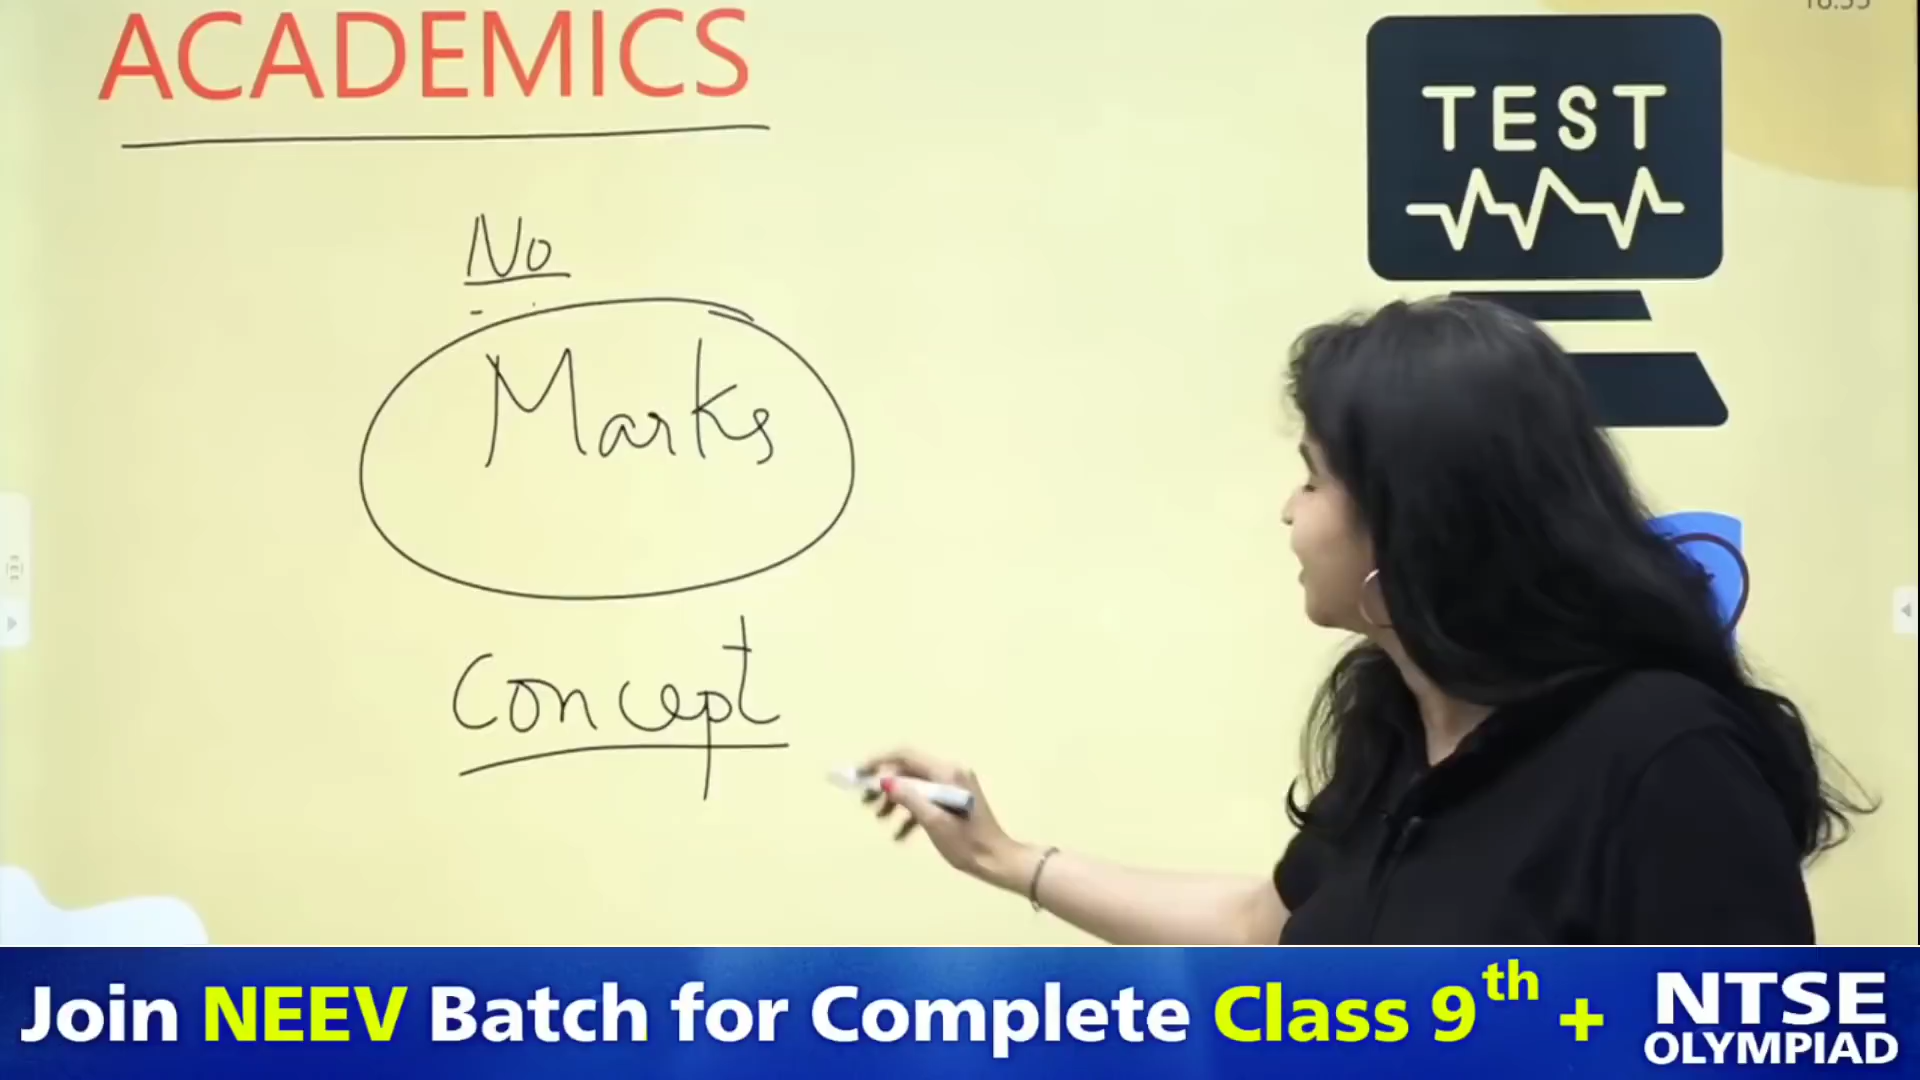 ACADEMICS
TEST
No
Marks
Concept
Join NEEV Batch for Complete Class 9th + NTSE
OLYMPIAD